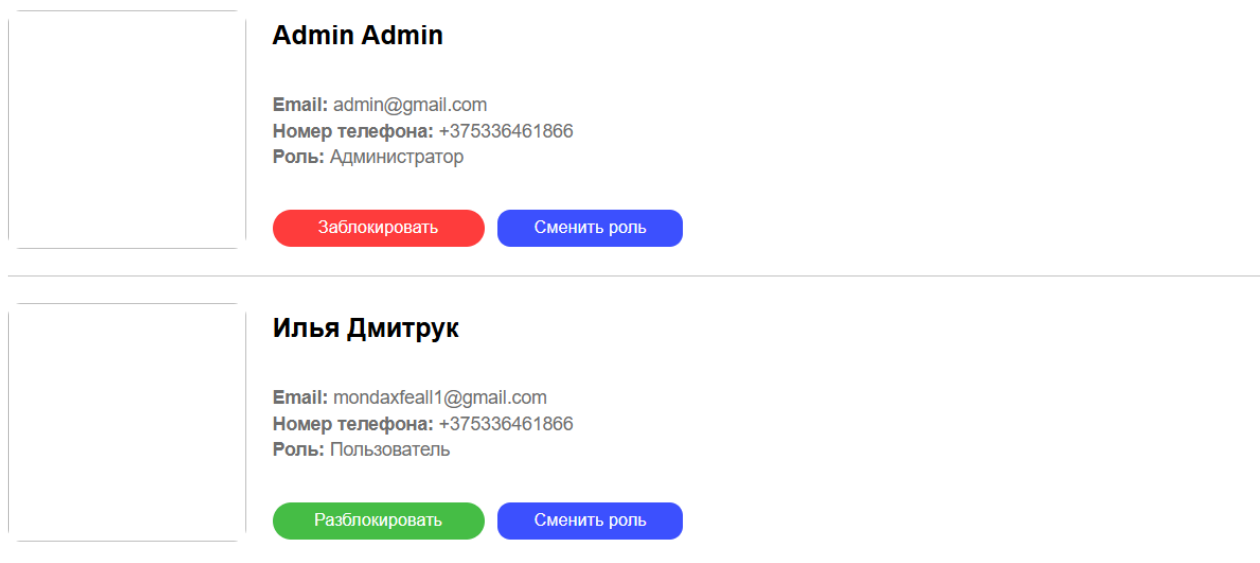 Admin Admin
Email: admin@gmail.com
Номер телефона: +375336461866
Роль: Администратор
Заблокировать Сменить роль
Илья Дмитрук
Email: mondaxfeall1@gmail.com
Номер телефона: +375336461866
Роль: Пользователь
Разблокировать Сменить роль